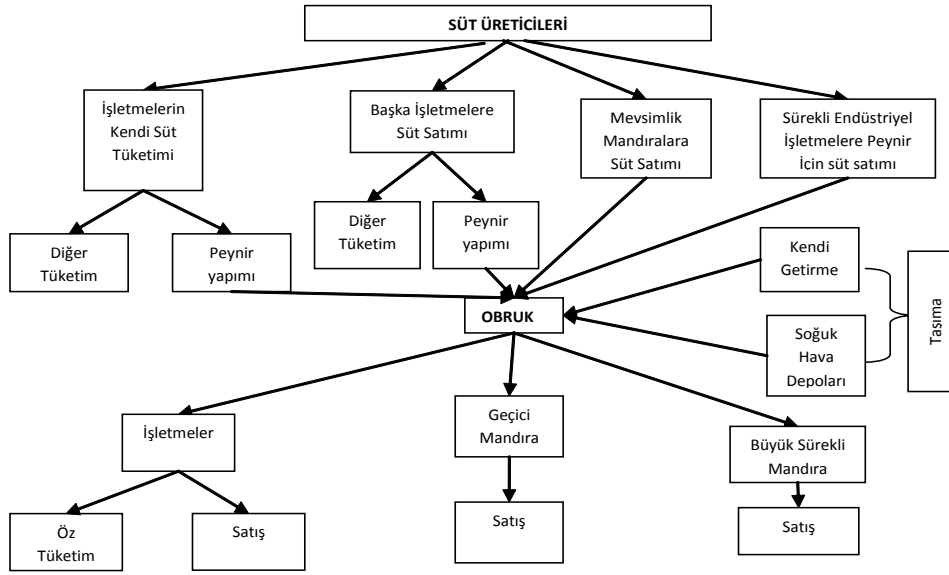 SÜT ÜRETİCİLERİ
İşletmelerin
Kendi Süt
Tüketimi
Başka İşletmelere
Süt Satımı
Mevsimlik
Mandıralara
Süt Satımı
Sürekli Endüstriyel
İşletmelere Peynir
İçin süt satımı
Diğer
Tüketim
Peynir
yapımı
Diğer
Tüketim
Peynir
yapımı
Kendi
Getirme
Soğuk
Hava
Depoları
Taşıma
OBRUK
İşletmeler
Geçici
Mandıra
Büyük Sürekli
Mandıra
Öz
Tüketim
Satış
Satış
Satış